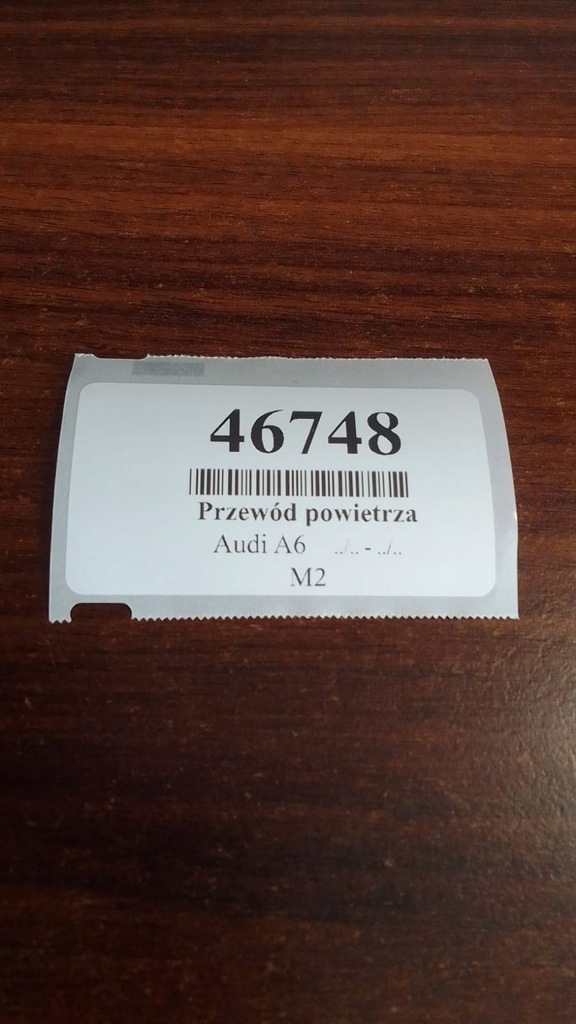 46748
Przewód powietrza
Audi A6 ../.. - ../..
M2